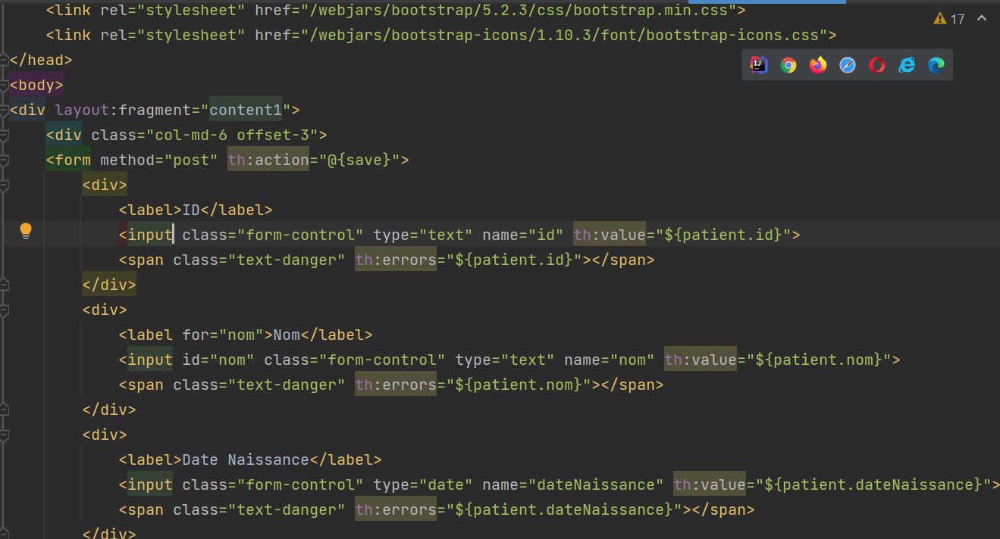 <link rel="stylesheet" href="/webjars/bootstrap/5.2.3/css/bootstrap.min.css">
17
<link rel="stylesheet" href="/webjars/bootstrap-icons/1.10.3/font/bootstrap-icons.css">
</head>
IJ
<body>
<div layout:fragment="content1">
<div class="col-md-6 offset-3">
<form method="post" th:action="@{save}">
<div>
<label>ID</label>
<input class="form-control" type="text" name="id" th:value="${patient.id}">
<span class="text-danger" th:errors="${patient.id}"></span>
</div>
<div>
<label for="nom">Nom</label>
<input id="nom" class="form-control" type="text" name="nom" th:value="${patient.nom}">
<span class="text-danger" th:errors="${patient.nom}"></span>
</div>
<div>
<label>Date Naissance</label>
<input class="form-control" type="date" name="dateNaissance" th:value="${patient.dateNaissance}">
<span class="text-danger" th:errors="${patient.dateNaissance}"></span>
</div>